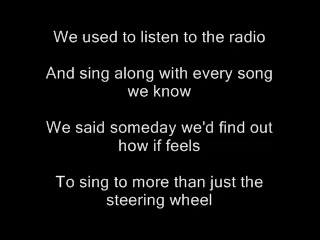 We used to listen to the radio
And sing along with every song
we know
We said someday we'd find out
how if feels
To sing to more than just the
steering wheel